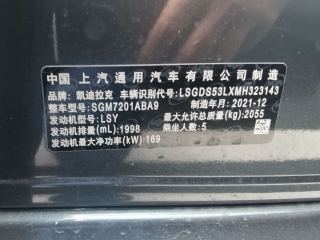 中国 上汽通用汽车有限公司制造
品牌：凯迪拉克 车辆识别代号：LSGDS53LXMH323143
整车型号：SGM7201ABA9 制造年月：2021-12
发动机型号：LSY 最大允许总质量(kg)：2055
发动机排量(mL)：1998 乘坐人数：5
发动机最大净功率(kW)：169